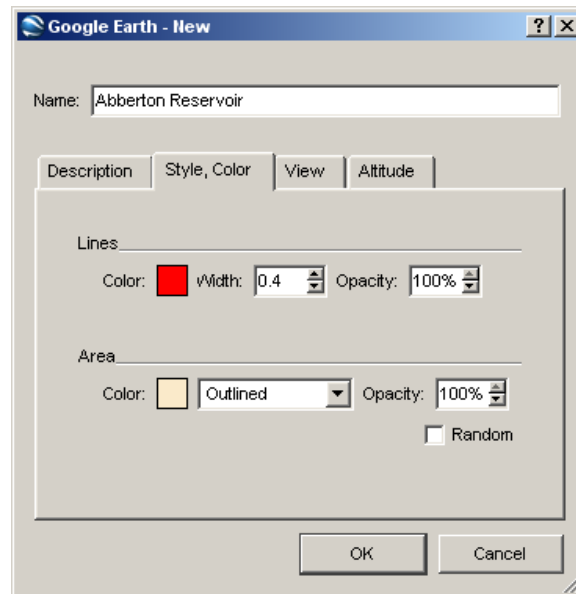 Google Earth - New
Name: Abberton Reservoir
Description Style, Color View Altitude
Lines
Color: Width: 0.4 Opacity: 100%
Area
Color: Outlined Opacity: 100%
Random
OK Cancel